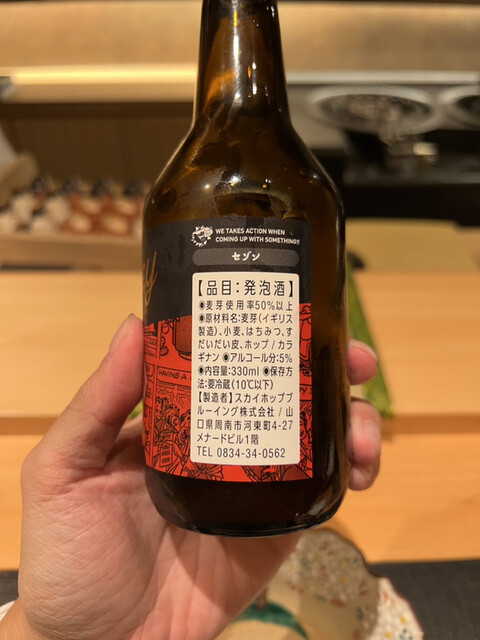 WE TAKES ACTION WHEN
COMING UP WITH SOMETHING!!
セゾン
【品目:発泡酒】
◉麦芽使用率50%以上
◉原材料名:麦芽(イギリス
製造)、小麦、はちみつ、す
だいだい皮、ホップ/カラ
ギナン ◉アルコール分:5%
◉内容量:330ml ◉保存方
法:要冷蔵(10℃以下)
【製造者】スカイホップブ
ルーイング株式会社/山
口県周南市河東町4-27
メナードビル1階
TEL 0834-34-0562
HAVING A